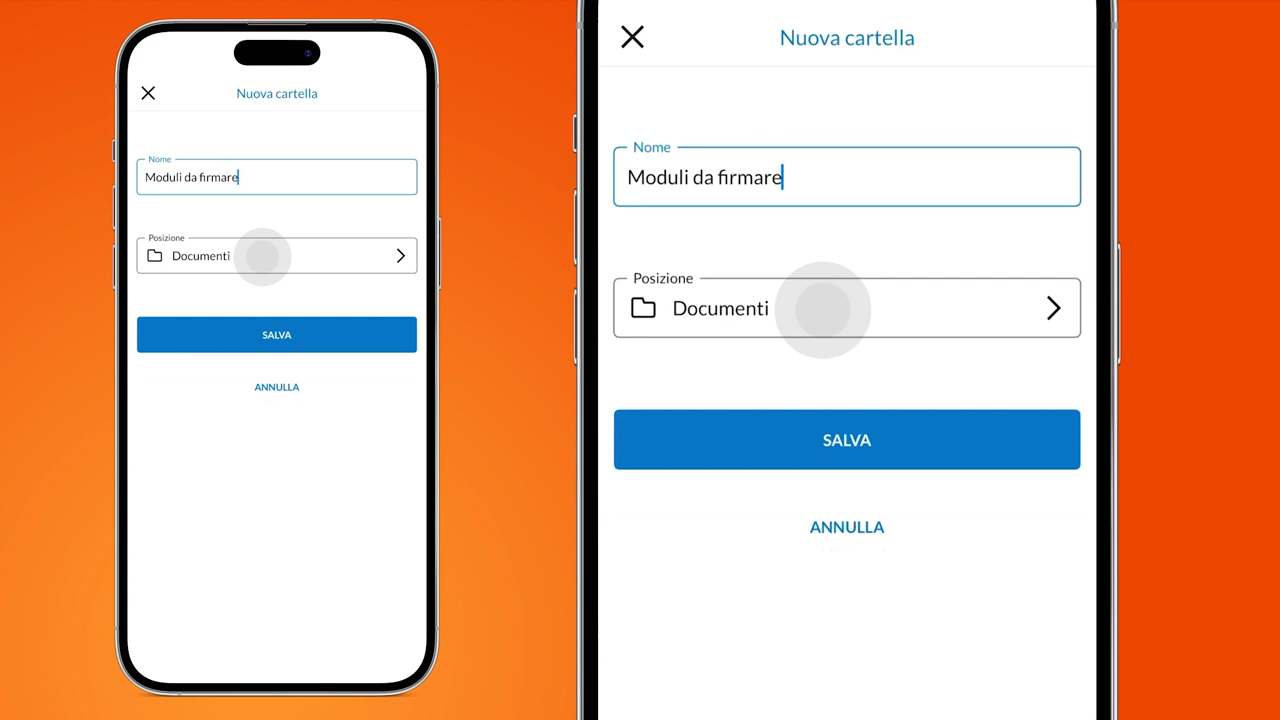 Nuova cartella
Nome
Moduli da firmare
Posizione
Documenti
SALVA
ANNULLA
Nuova cartella
Nome
Moduli da firmare
Posizione
Documenti
SALVA
ANNULLA